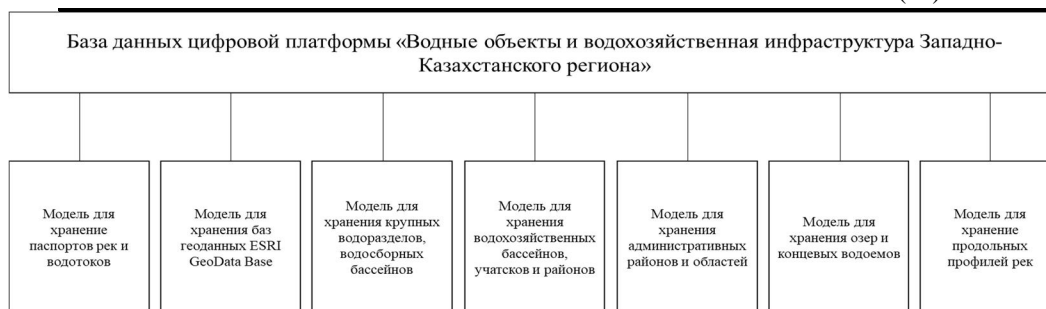 База данных цифровой платформы «Водные объекты и водохозяйственная инфраструктура Западно-
Казахстанского региона»
Модель для
хранение
паспортов рек и
водотоков
Модель для
хранения баз
геоданных ESRI
GeoData Base
Модель для
хранения крупных
водоразделов,
водосборных
бассейнов
Модель для
хранения
водохозяйственных
бассейнов,
учатсков и районов
Модель для
хранения
административных
районов и областей
Модель для
хранения озер и
концевых водоемов
Модель для
хранение
продольных
профилей рек